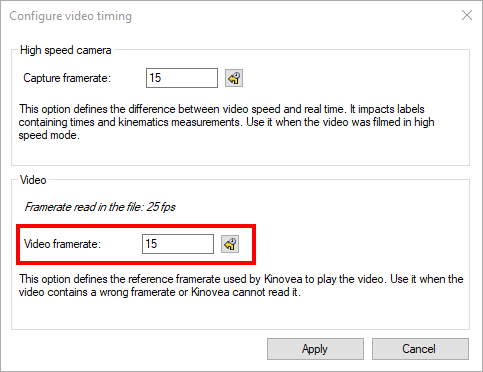 Configure video timing
High speed camera
Capture framerate: 15
This option defines the difference between video speed and real time. It impacts labels
containing times and kinematics measurements. Use it when the video was filmed in high
speed mode.
Video
Framerate read in the file: 25 fps
Video framerate: 15
This option defines the reference framerate used by Kinovea to play the video. Use it when the
video contains a wrong framerate or Kinovea cannot read it.
Apply Cancel